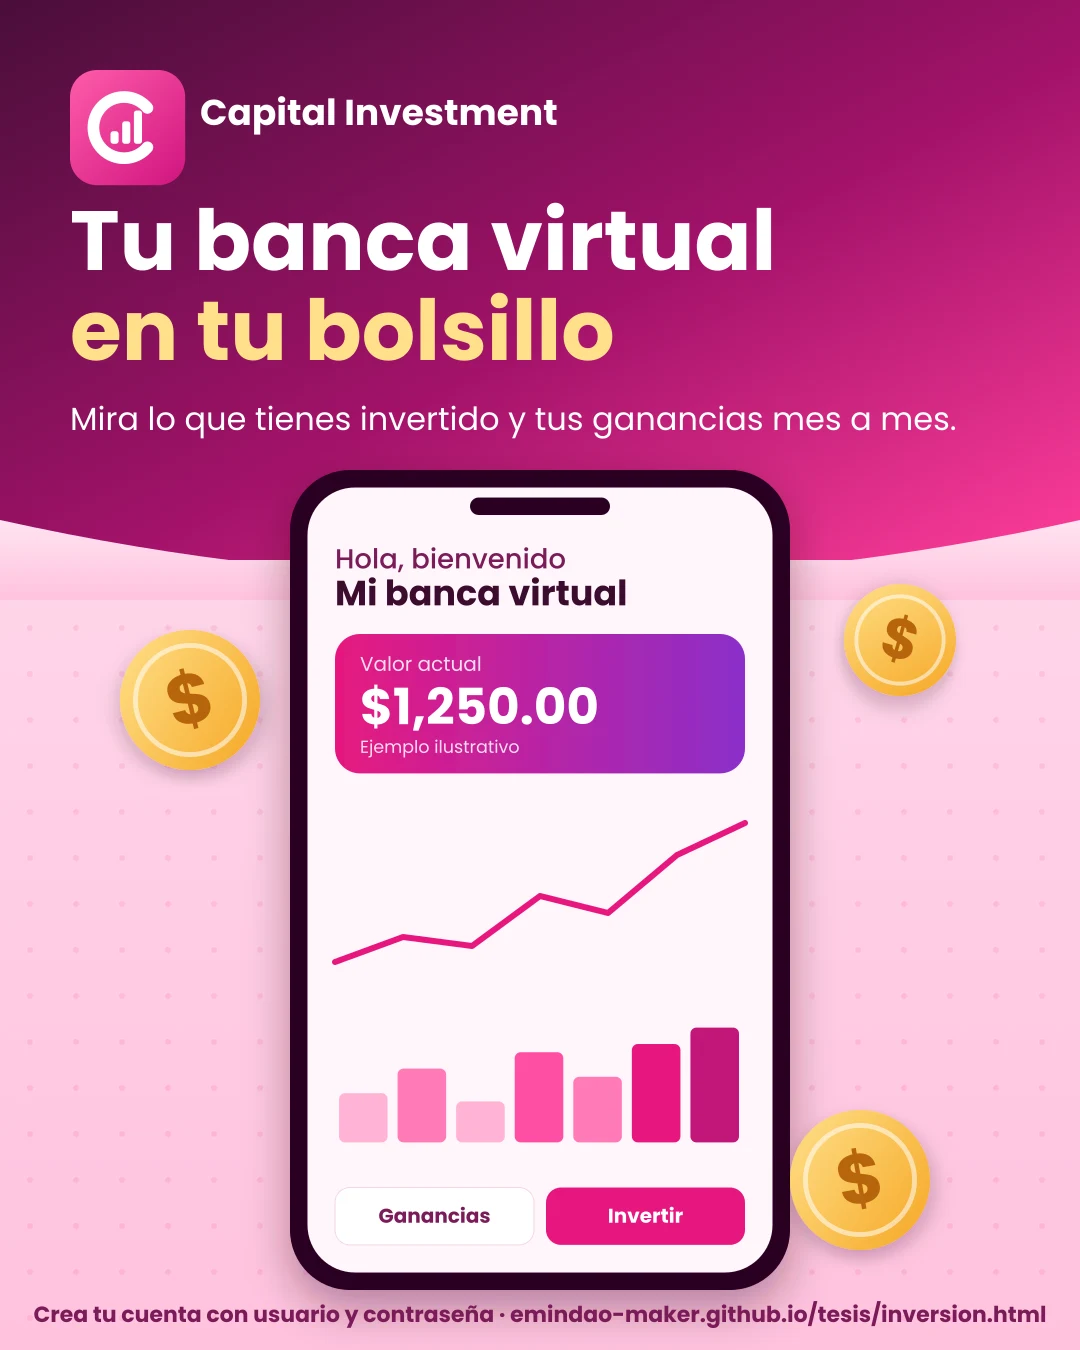 Capital Investment
Tu banca virtual
en tu bolsillo
Mira lo que tienes invertido y tus ganancias mes a mes.
Hola, bienvenido
Mi banca virtual
Valor actual
$1,250.00
Ejemplo ilustrativo
$
$
$
Ganancias
Invertir
Crea tu cuenta con usuario y contraseña · emindao-maker.github.io/tesis/inversion.html